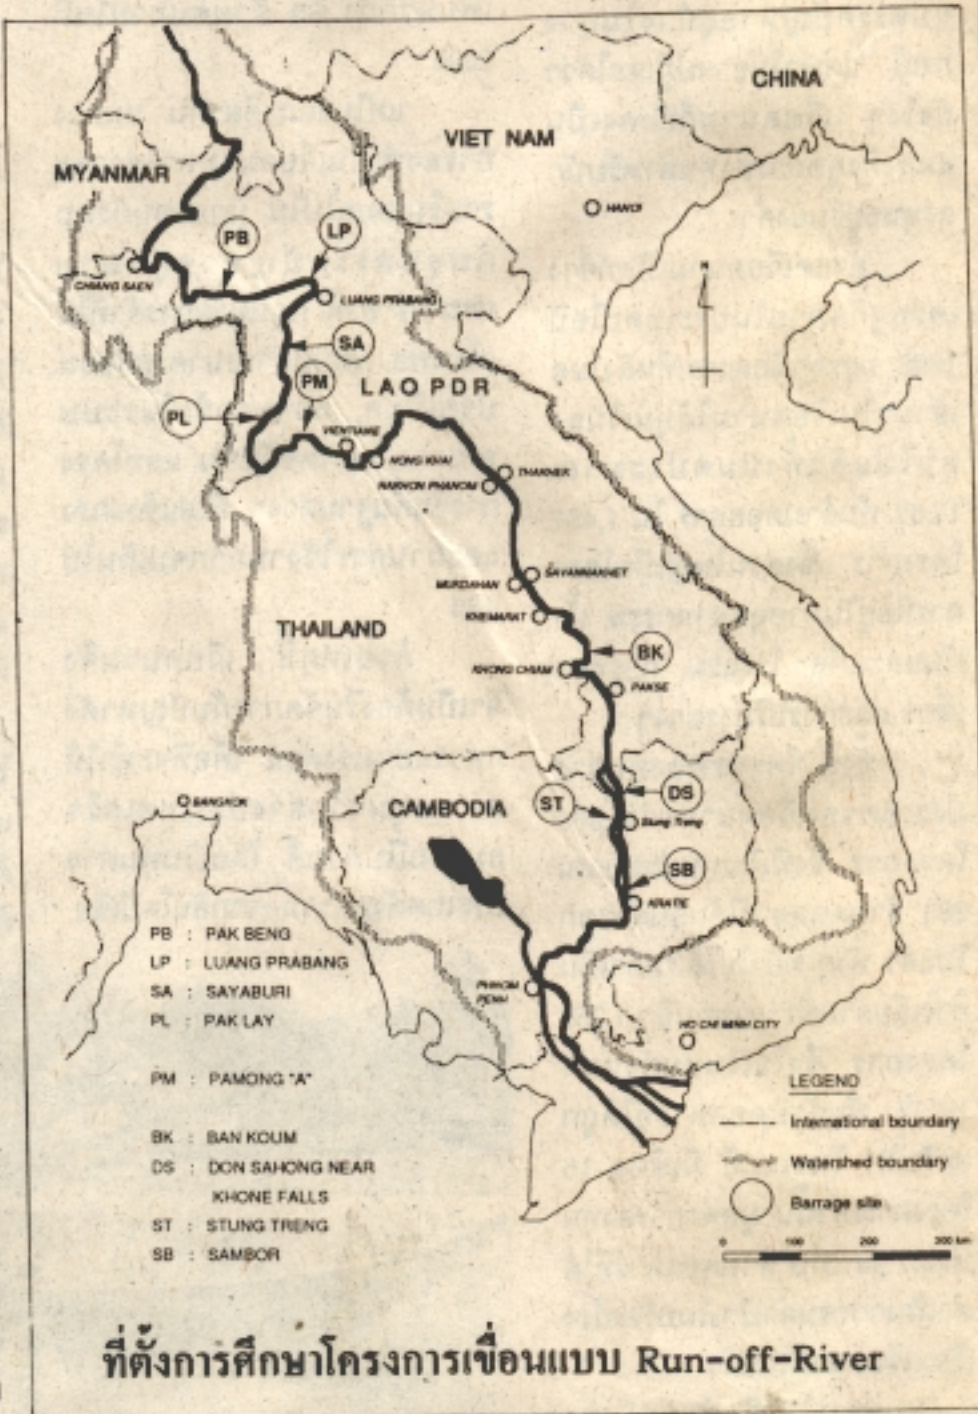 CHINA
VIET NAM
MYANMAR
HANOI
PB
LP
CHIANG SAEN
LUANG PRABANG
SA
LAO PDR
PM
PL
VIENTIANE
NONG KHAI
THAKHEK
NAKHON PHANOM
SAVANNAKHET
MUKDAHAN
KHEMARAT
THAILAND
BK
KHONG CHIAM
PAKSE
BANGKOK
CAMBODIA
ST
DS
Stung Treng
SB
KRATIE
PB : PAK BENG
LP : LUANG PRABANG
SA : SAYABURI
PL : PAK LAY
PM : PAMONG "A"
BK : BAN KOUM
DS : DON SAHONG NEAR
KHONE FALLS
ST : STUNG TRENG
SB : SAMBOR
PHNOM
PENH
HO CHI MINH CITY
LEGEND
International boundary
Watershed boundary
Barrage site
0 100 200 300 km
ที่ตั้งการศึกษาโครงการเขื่อนแบบ Run-off-River